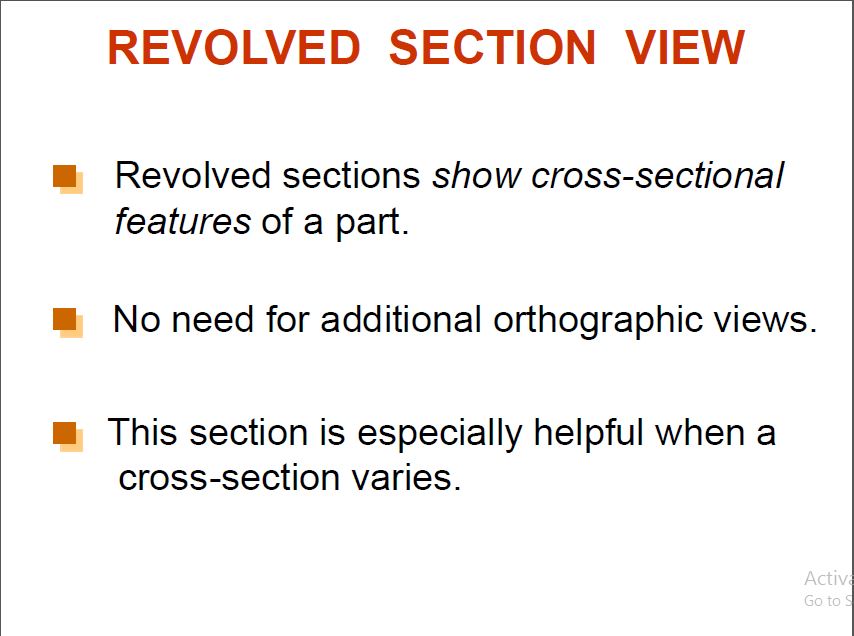 REVOLVED SECTION VIEW
Revolved sections show cross-sectional
features of a part.
No need for additional orthographic views.
This section is especially helpful when a
cross-section varies.
Go to